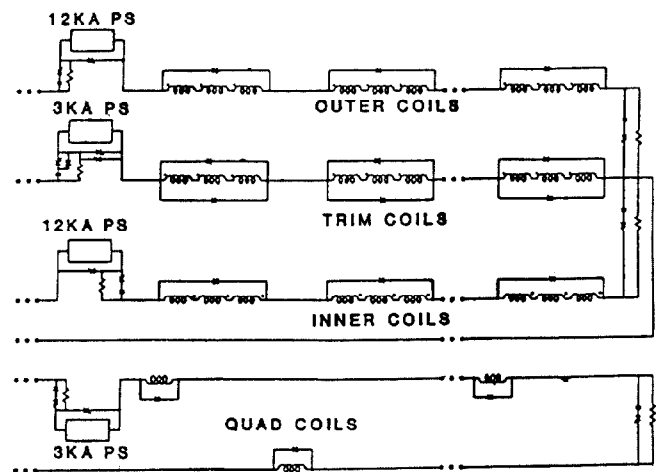 12KA PS
OUTER COILS
3KA PS
TRIM COILS
12KA PS
INNER COILS
QUAD COILS
3KA PS